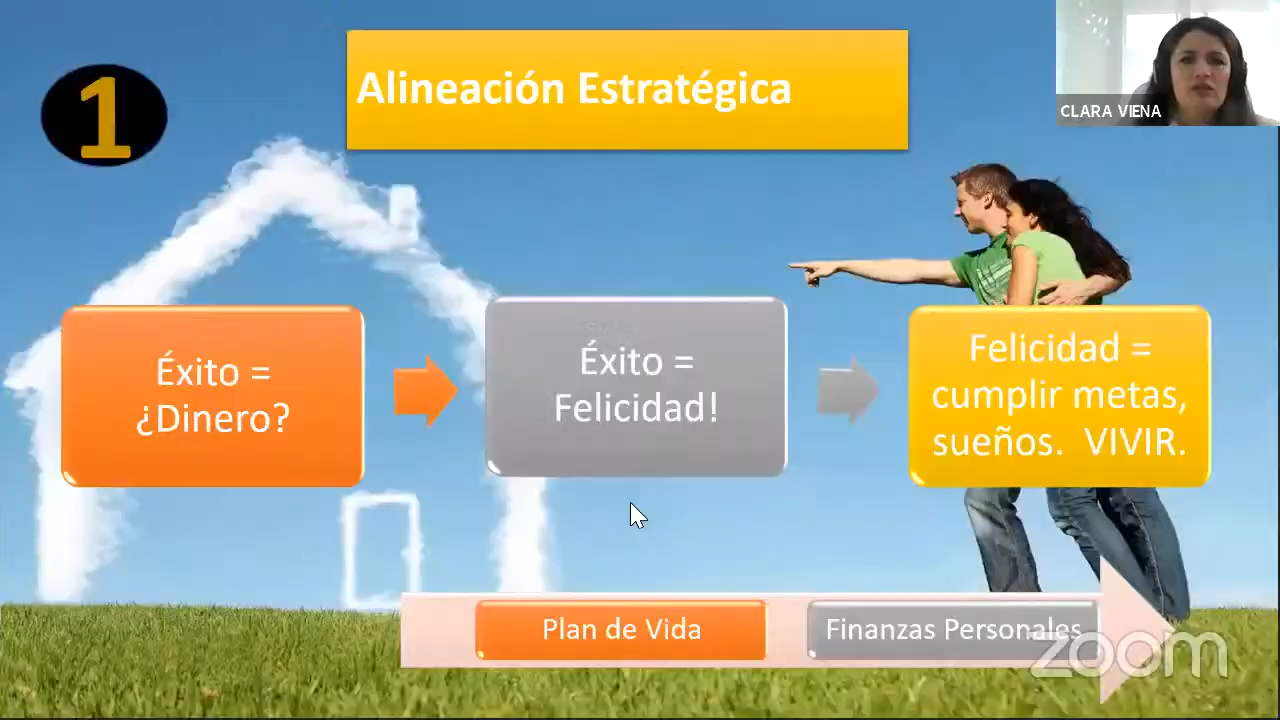 1
Alineación Estratégica
CLARA VIENA
Éxito =
¿Dinero?
Éxito =
Felicidad!
Felicidad =
cumplir metas,
sueños. VIVIR.
Plan de Vida
Finanzas Personales
zoom